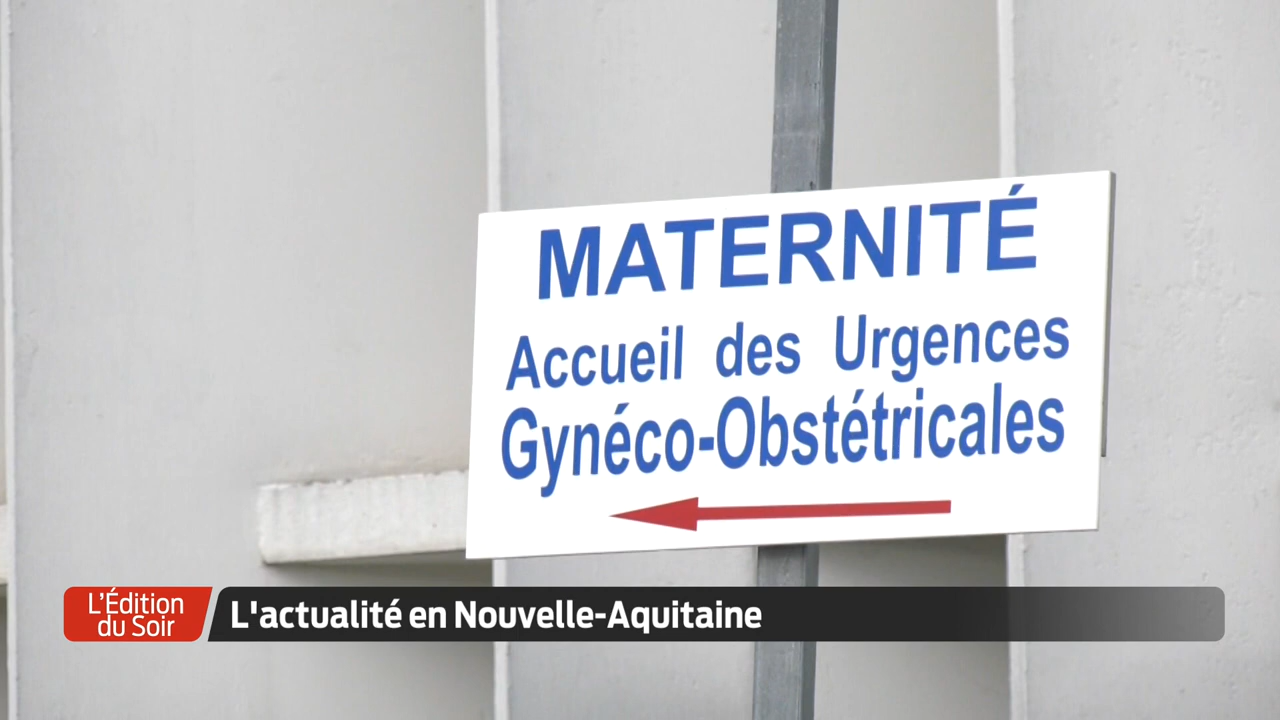 MATERNITÉ
Accueil des Urgences
Gynéco-Obstétricales
L'Édition
du Soir
L'actualité en Nouvelle-Aquitaine